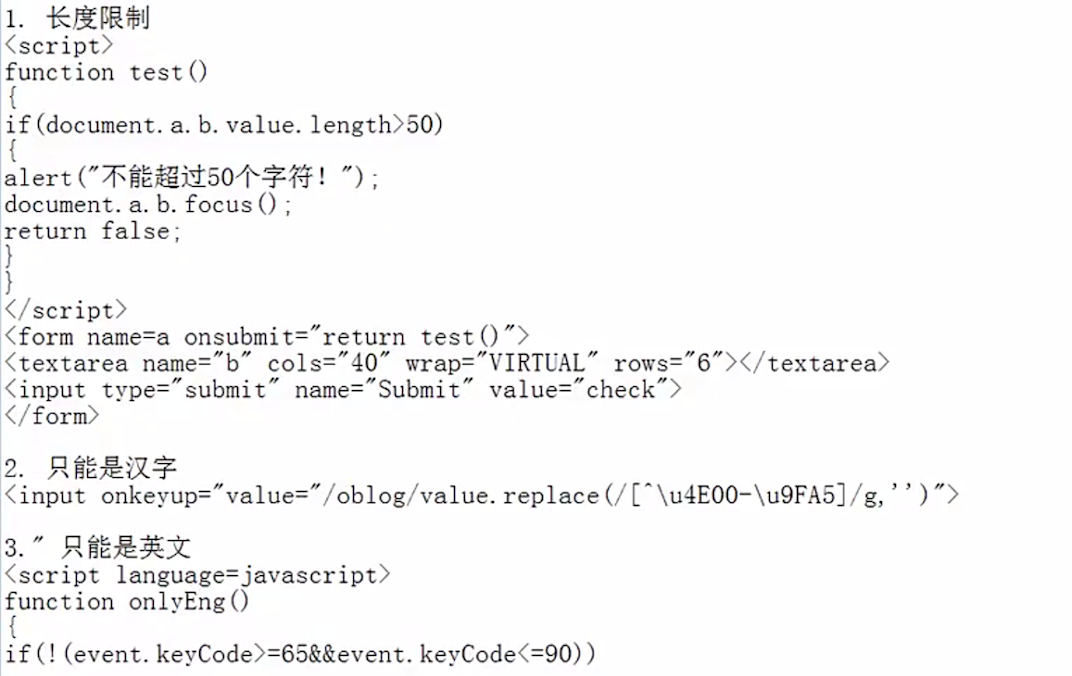 1. 长度限制
<script>
function test()
{
if(document.a.b.value.length>50)
{
alert("不能超过50个字符！");
document.a.b.focus();
return false;
}
}
</script>
<form name=a onsubmit="return test()">
<textarea name="b" cols="40" wrap="VIRTUAL" rows="6"></textarea>
<input type="submit" name="Submit" value="check">
</form>
2. 只能是汉字
<input onkeyup="value="/oblog/value.replace(/[^\u4E00-\u9FA5]/g,'')">
3." 只能是英文
<script language=javascript>
function onlyEng()
{
if(!(event.keyCode>=65&&event.keyCode<=90))